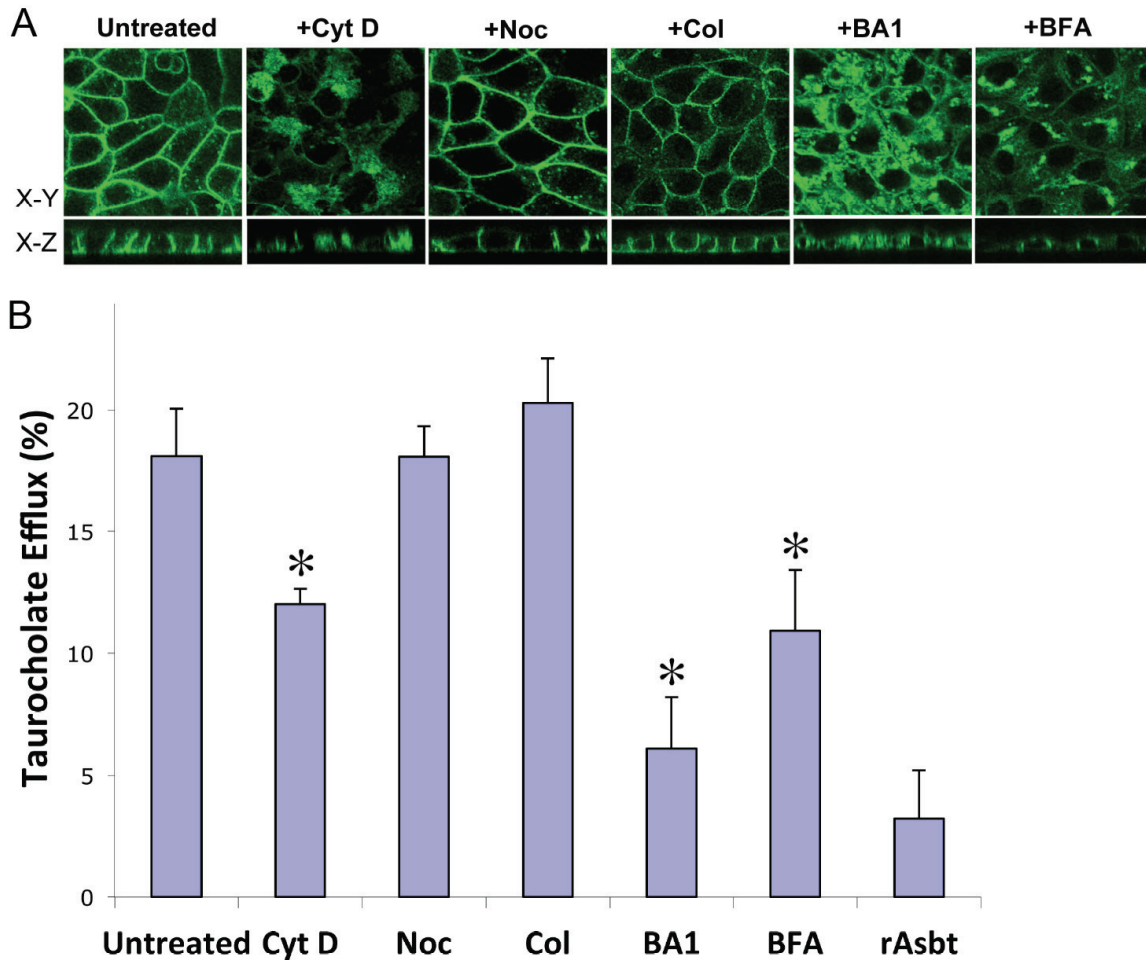 A
Untreated +Cyt D +Noc +Col +BA1 +BFA
X-Y
X-Z
B
Taurocholate Efflux (%)
20
15
10
5
0
*
*
*
Untreated Cyt D Noc Col BA1 BFA rAsbt